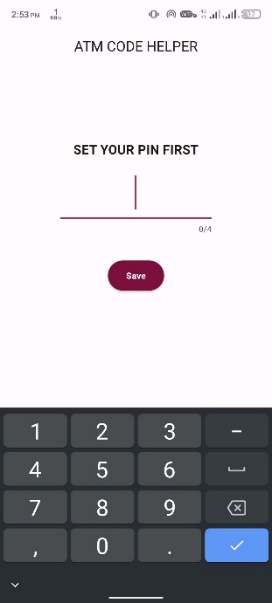 2:53 PM
ATM CODE HELPER
SET YOUR PIN FIRST
0/4
Save
1 2 3 -
4 5 6
7 8 9
, 0 .